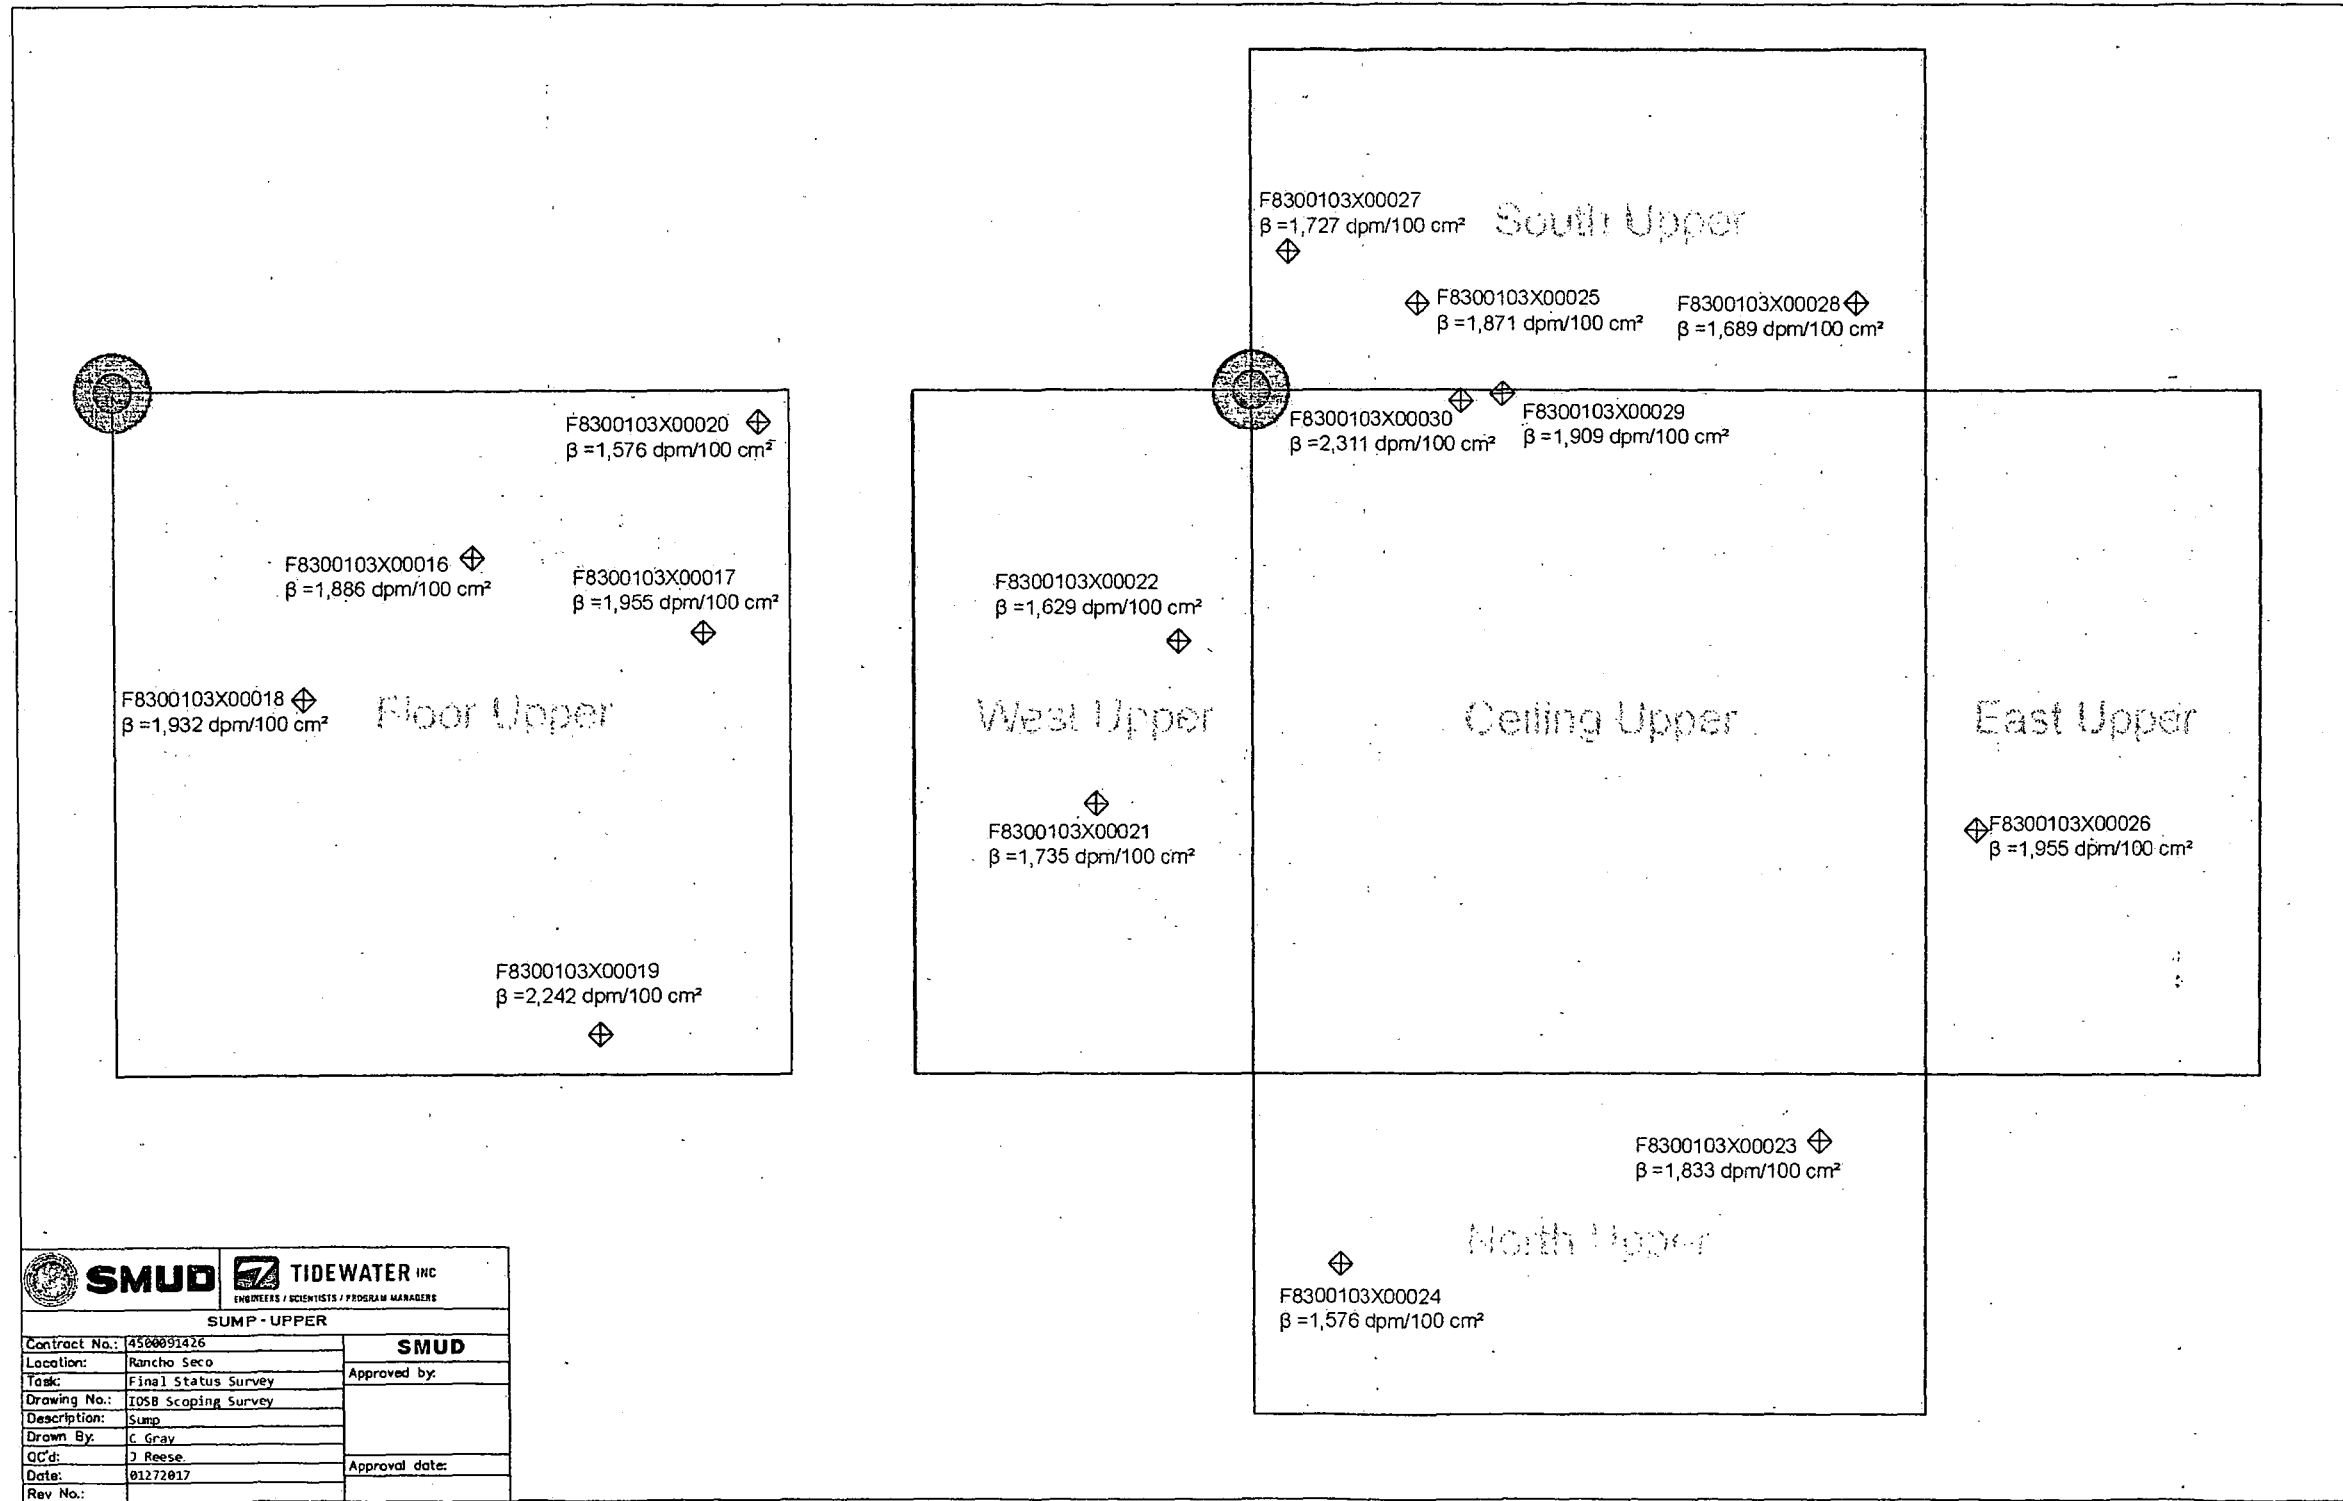 F8300103X00027
β =1,727 dpm/100 cm²
South Upper
F8300103X00025
β =1,871 dpm/100 cm²
F8300103X00028
β =1,689 dpm/100 cm²
F8300103X00030
β =2,311 dpm/100 cm²
F8300103X00029
β =1,909 dpm/100 cm²
F8300103X00020
β =1,576 dpm/100 cm²
F8300103X00016
β =1,886 dpm/100 cm²
F8300103X00017
β =1,955 dpm/100 cm²
F8300103X00018
β =1,932 dpm/100 cm²
Floor Upper
F8300103X00019
β =2,242 dpm/100 cm²
F8300103X00022
β =1,629 dpm/100 cm²
West Upper
F8300103X00021
β =1,735 dpm/100 cm²
Ceiling Upper
East Upper
F8300103X00026
β =1,955 dpm/100 cm²
F8300103X00023
β =1,833 dpm/100 cm²
North Upper
F8300103X00024
β =1,576 dpm/100 cm²
SMUD
TIDEWATER INC
ENGINEERS / SCIENTISTS / PROGRAM MANAGERS
SUMP - UPPER
Contract No.: 4500091426
Location: Rancho Seco
Task: Final Status Survey
Drawing No.: IOSB Scoping Survey
Description: Sump
Drawn By: C Gray
QC'd: J Reese
Date: 01272017
Rev No.:
SMUD
Approved by:
Approval date: